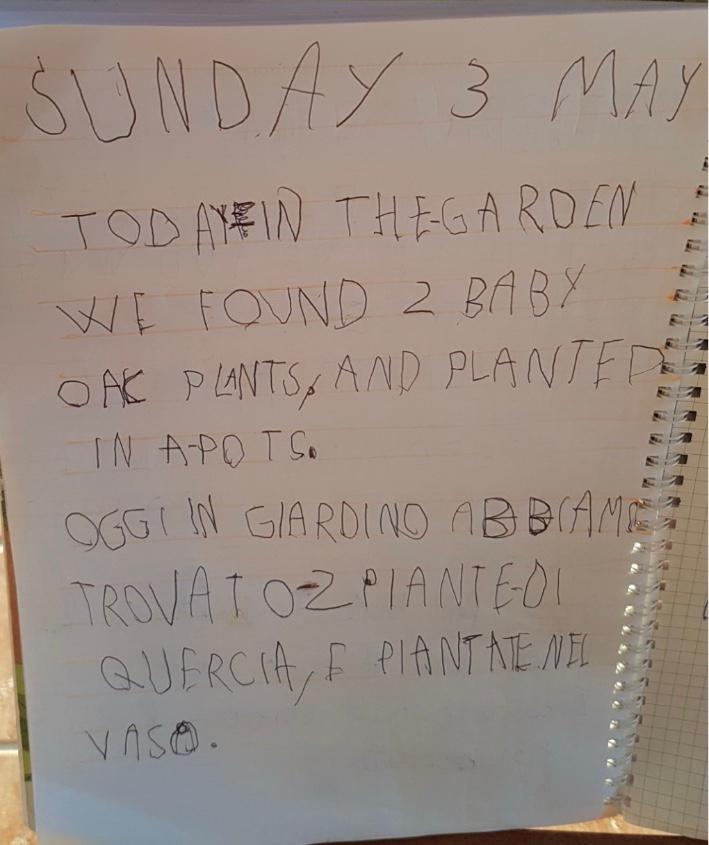 SUNDAY 3 MAY
TODAY IN THE-GARDEN
WE FOUND 2 BABY
OAK PLANTS, AND PLANTED
IN A-POTS.
OGGI IN GIARDINO ABBIAMO
TROVATO-2 PIANTE-DI
QUERCIA, E PIANTATE NEL
VASO.